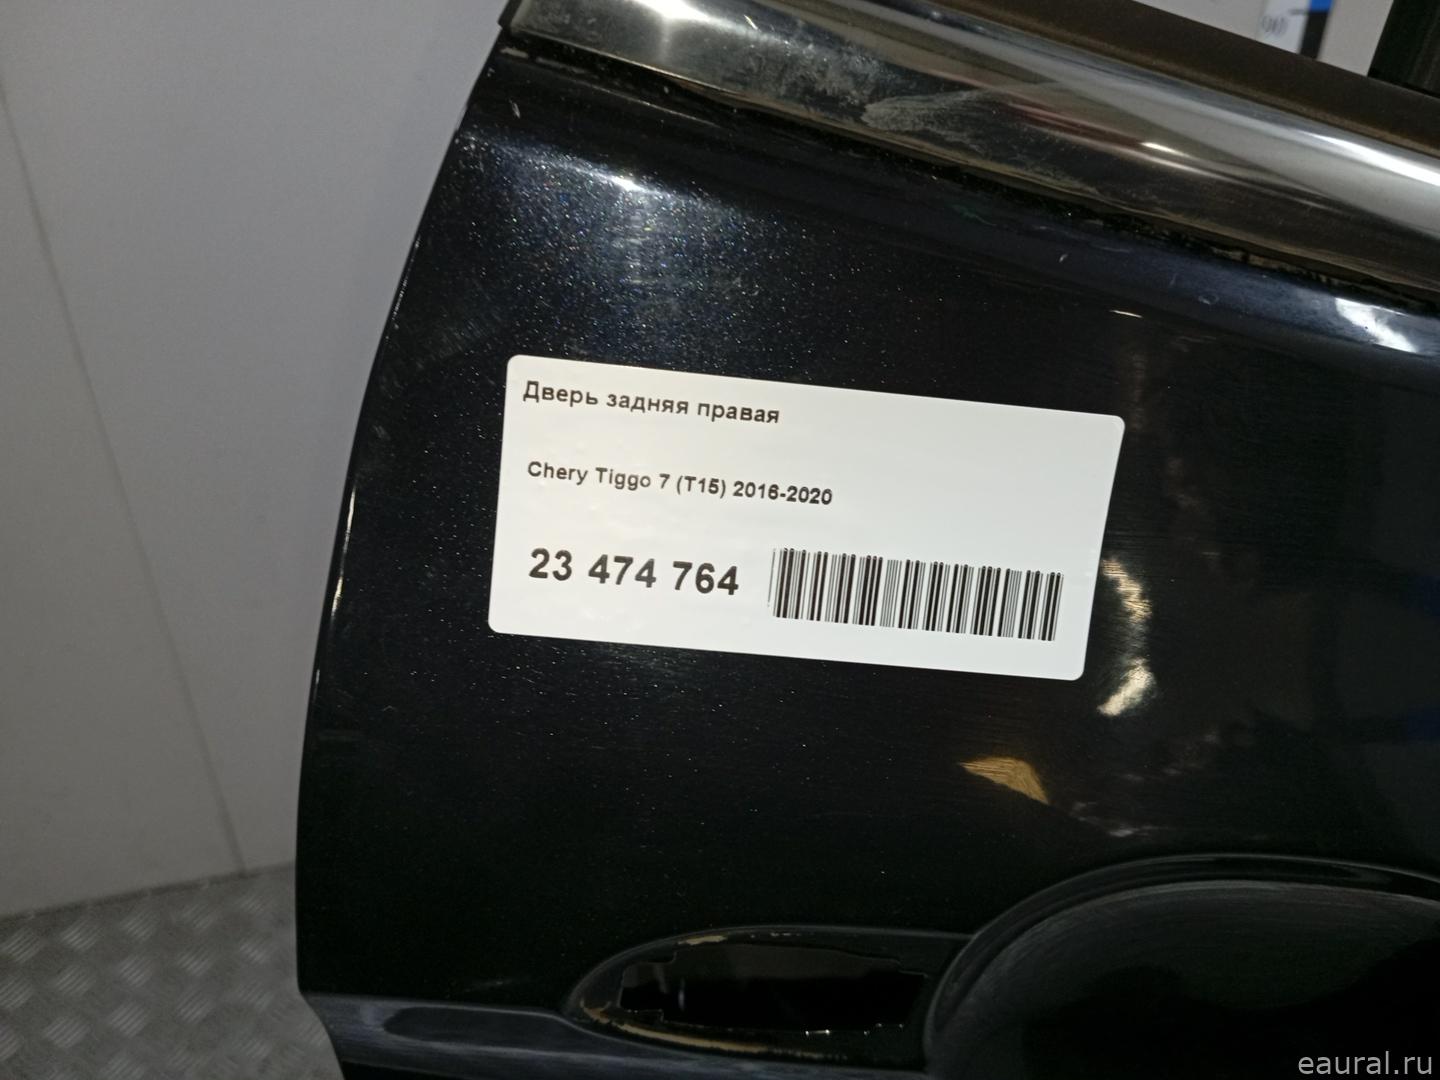 Дверь задняя правая
Chery Tiggo 7 (T15) 2016-2020
23 474 764
eaural.ru